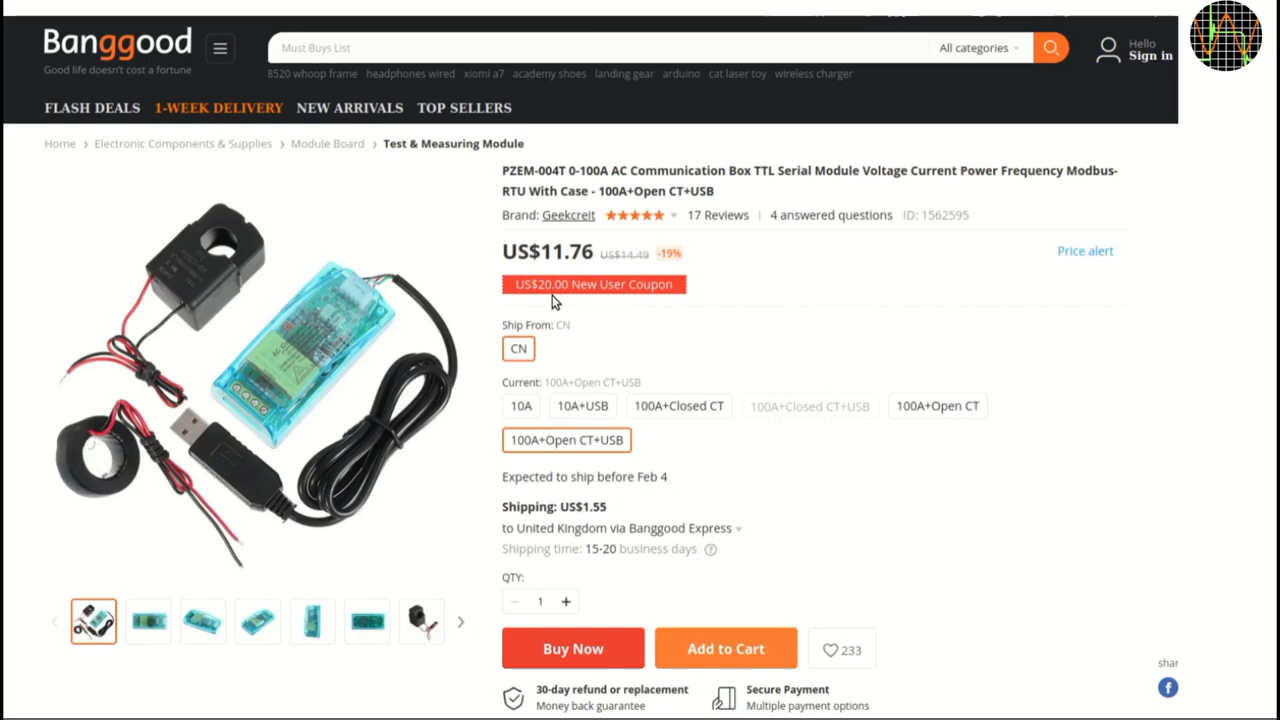 Banggood
Good life doesn't cost a fortune
Must Buys List
All categories
Hello
Sign in
8520 whoop frame headphones wired xiomi a7 academy shoes landing gear arduino cat laser toy wireless charger
FLASH DEALS 1-WEEK DELIVERY NEW ARRIVALS TOP SELLERS
Home > Electronic Components & Supplies > Module Board > Test & Measuring Module
PZEM-004T 0-100A AC Communication Box TTL Serial Module Voltage Current Power Frequency Modbus-
RTU With Case - 100A+Open CT+USB
Brand: Geekcreit 17 Reviews | 4 answered questions ID: 1562595
US$11.76 US$14.49 -19%
Price alert
US$20.00 New User Coupon
Ship From: CN
CN
Current: 100A+Open CT+USB
10A 10A+USB 100A+Closed CT 100A+Closed CT+USB 100A+Open CT
100A+Open CT+USB
Expected to ship before Feb 4
Shipping: US$1.55
to United Kingdom via Banggood Express
Shipping time: 15-20 business days ?
QTY:
− 1 +
Buy Now
Add to Cart
233
shar
f
30-day refund or replacement
Money back guarantee
Secure Payment
Multiple payment options